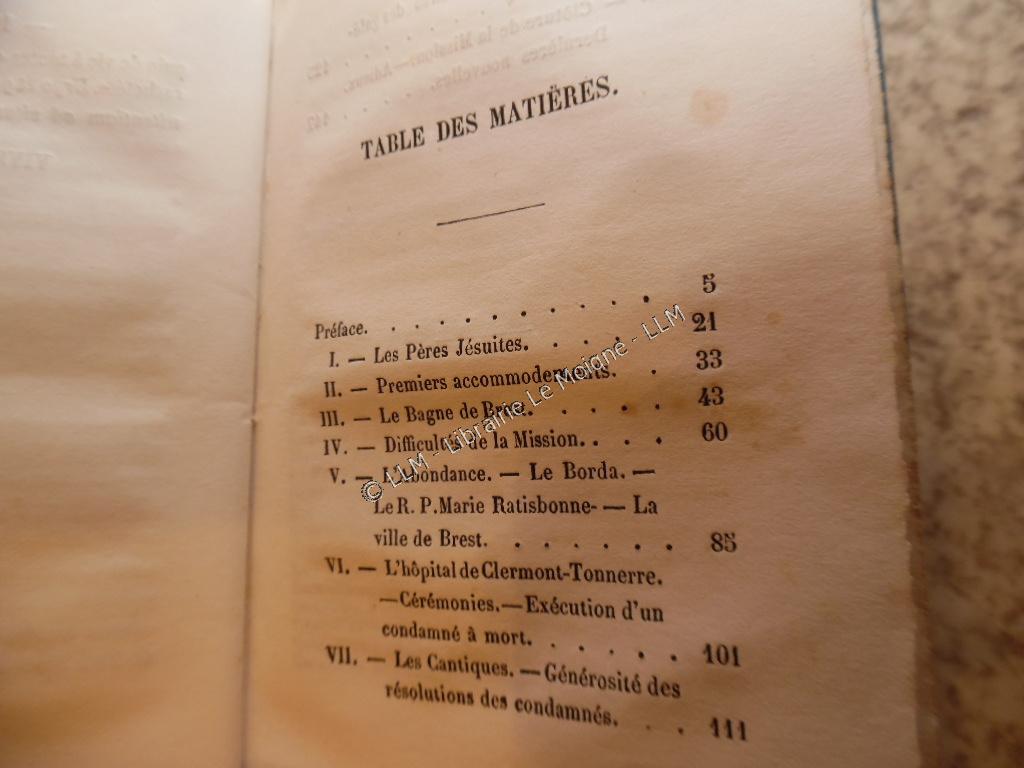 TABLE DES MATIÈRES.
Préface. . . . . . . . . . . . 5
I. — Les Pères Jésuites. . . . . 21
II. — Premiers accommodements. . 33
III. — Le Bagne de Brest. . . . . 43
IV. — Difficultés de la Mission. . . . 60
V. — L'Abondance. — Le Borda. —
Le R. P. Marie Ratisbonne- — La
ville de Brest. . . . . . . 85
VI. — L'hôpital de Clermont-Tonnerre.
—Cérémonies.—Exécution d'un
condamné à mort. . . . . . 101
VII. — Les Cantiques. — Générosité des
résolutions des condamnés. . . 111
© LLM - Librairie Le Moigne - LLM